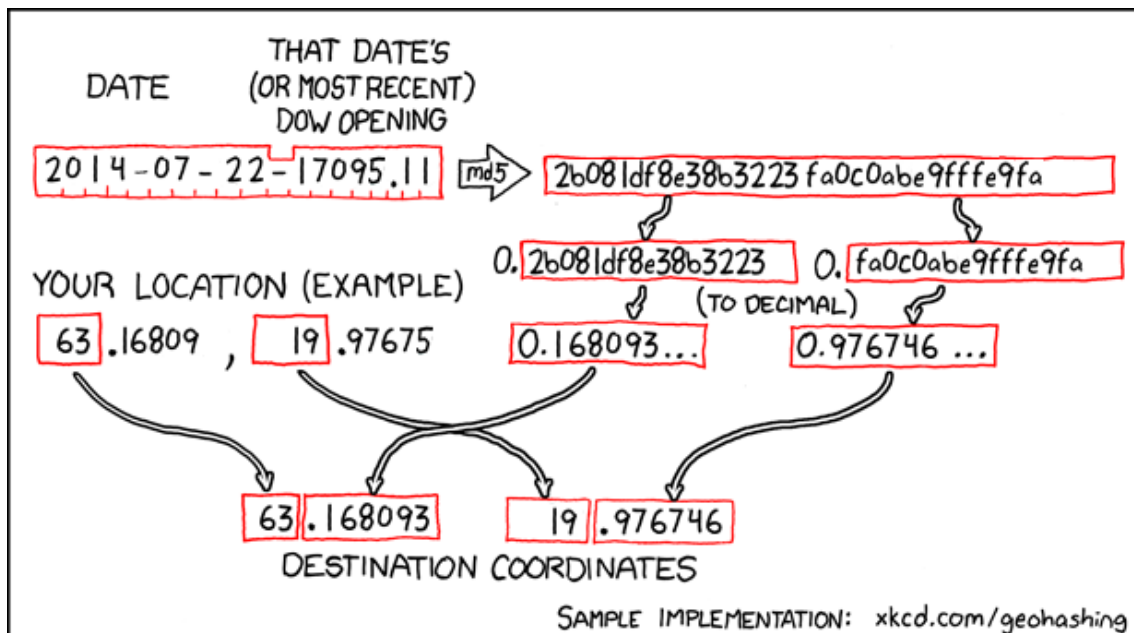 DATE
THAT DATE'S
(OR MOST RECENT)
DOW OPENING
2014-07-22-17095.11
md5
2b081df8e38b3223fa0c0abe9fffe9fa
0.2b081df8e38b3223
0.fa0c0abe9fffe9fa
(TO DECIMAL)
YOUR LOCATION (EXAMPLE)
63.16809, 19.97675
0.168093...
0.976746...
63.168093
19.976746
DESTINATION COORDINATES
SAMPLE IMPLEMENTATION: xkcd.com/geohashing